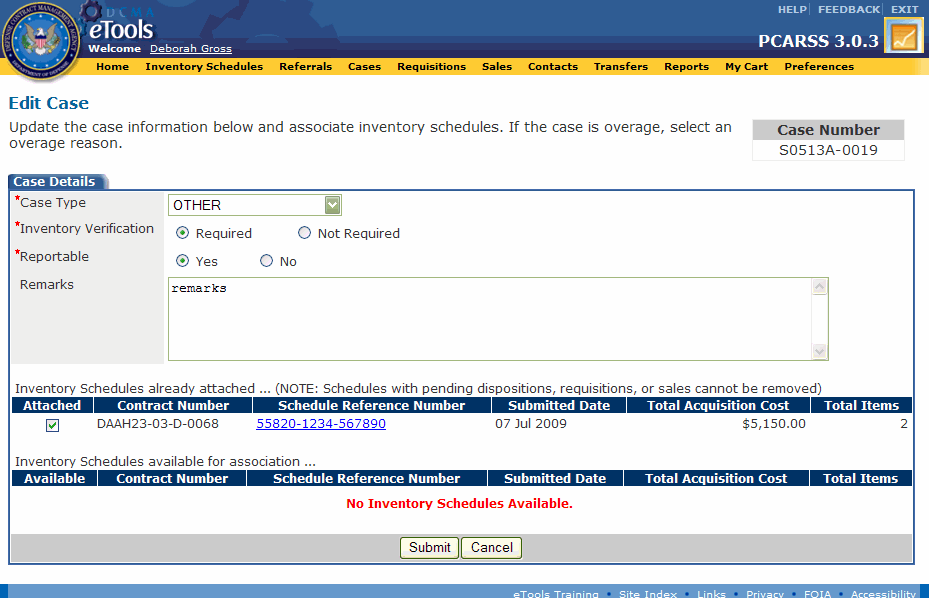 HELP FEEDBACK EXIT
DCMA
eTools
Welcome Deborah Gross
PCARSS 3.0.3
Home Inventory Schedules Referrals Cases Requisitions Sales Contacts Transfers Reports My Cart Preferences
Edit Case
Update the case information below and associate inventory schedules. If the case is overage, select an
overage reason.
Case Number
S0513A-0019
Case Details
*Case Type OTHER
*Inventory Verification Required Not Required
*Reportable Yes No
Remarks remarks
Inventory Schedules already attached ... (NOTE: Schedules with pending dispositions, requisitions, or sales cannot be removed)
Attached Contract Number Schedule Reference Number Submitted Date Total Acquisition Cost Total Items
DAAH23-03-D-0068 55820-1234-567890 07 Jul 2009 $5,150.00 2
Inventory Schedules available for association ...
Available Contract Number Schedule Reference Number Submitted Date Total Acquisition Cost Total Items
No Inventory Schedules Available.
Submit Cancel
eTools Training • Site Index • Links • Privacy • FOIA • Accessibility